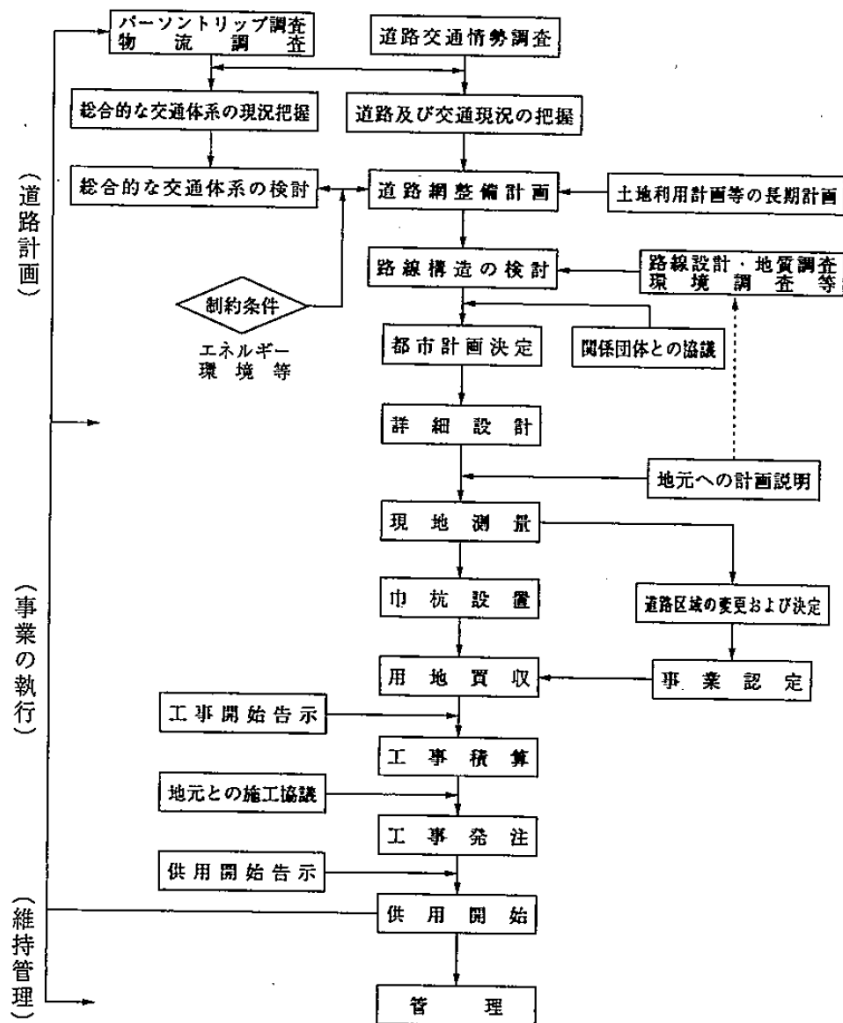 パーソントリップ調査
物流調査
道路交通情勢調査
総合的な交通体系の現況把握
道路及び交通現況の把握
総合的な交通体系の検討
道路網整備計画
土地利用計画等の長期計画
(道路計画)
路線構造の検討
路線設計・地質調査
環境調査等
制約条件
エネルギー
環境等
都市計画決定
関係団体との協議
詳細設計
地元への計画説明
現地測量
巾杭設置
道路区域の変更および決定
(事業の執行)
用地買収
事業認定
工事開始告示
工事積算
地元との施工協議
工事発注
供用開始告示
供用開始
(維持管理)
管理